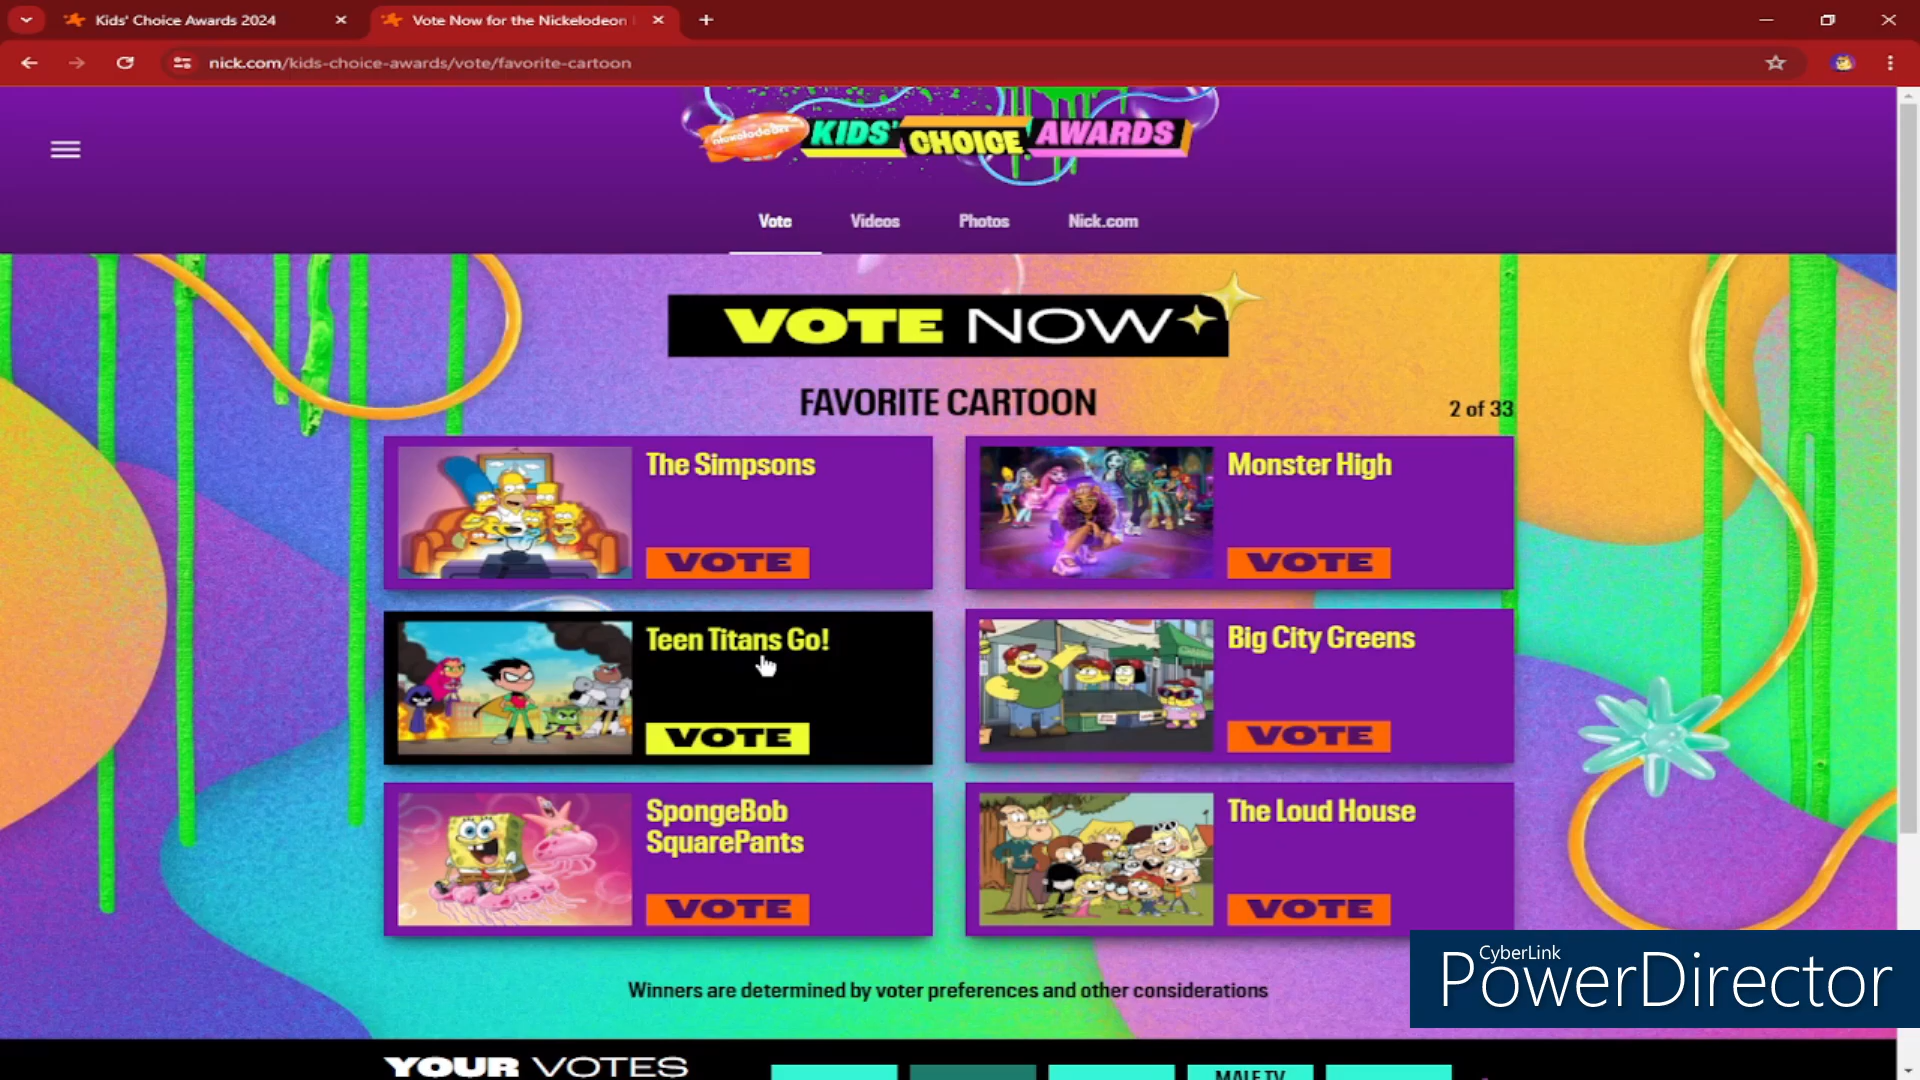 Kids' Choice Awards 2024
Vote Now for the Nickelodeon
nick.com/kids-choice-awards/vote/favorite-cartoon
nickelodeon
KIDS' CHOICE AWARDS
Vote
Videos
Photos
Nick.com
VOTE NOW
FAVORITE CARTOON
2 of 33
The Simpsons
VOTE
Monster High
VOTE
Teen Titans Go!
VOTE
Big City Greens
VOTE
SpongeBob
SquarePants
VOTE
The Loud House
VOTE
Winners are determined by voter preferences and other considerations
CyberLink
PowerDirector
YOUR VOTES
MALE TV